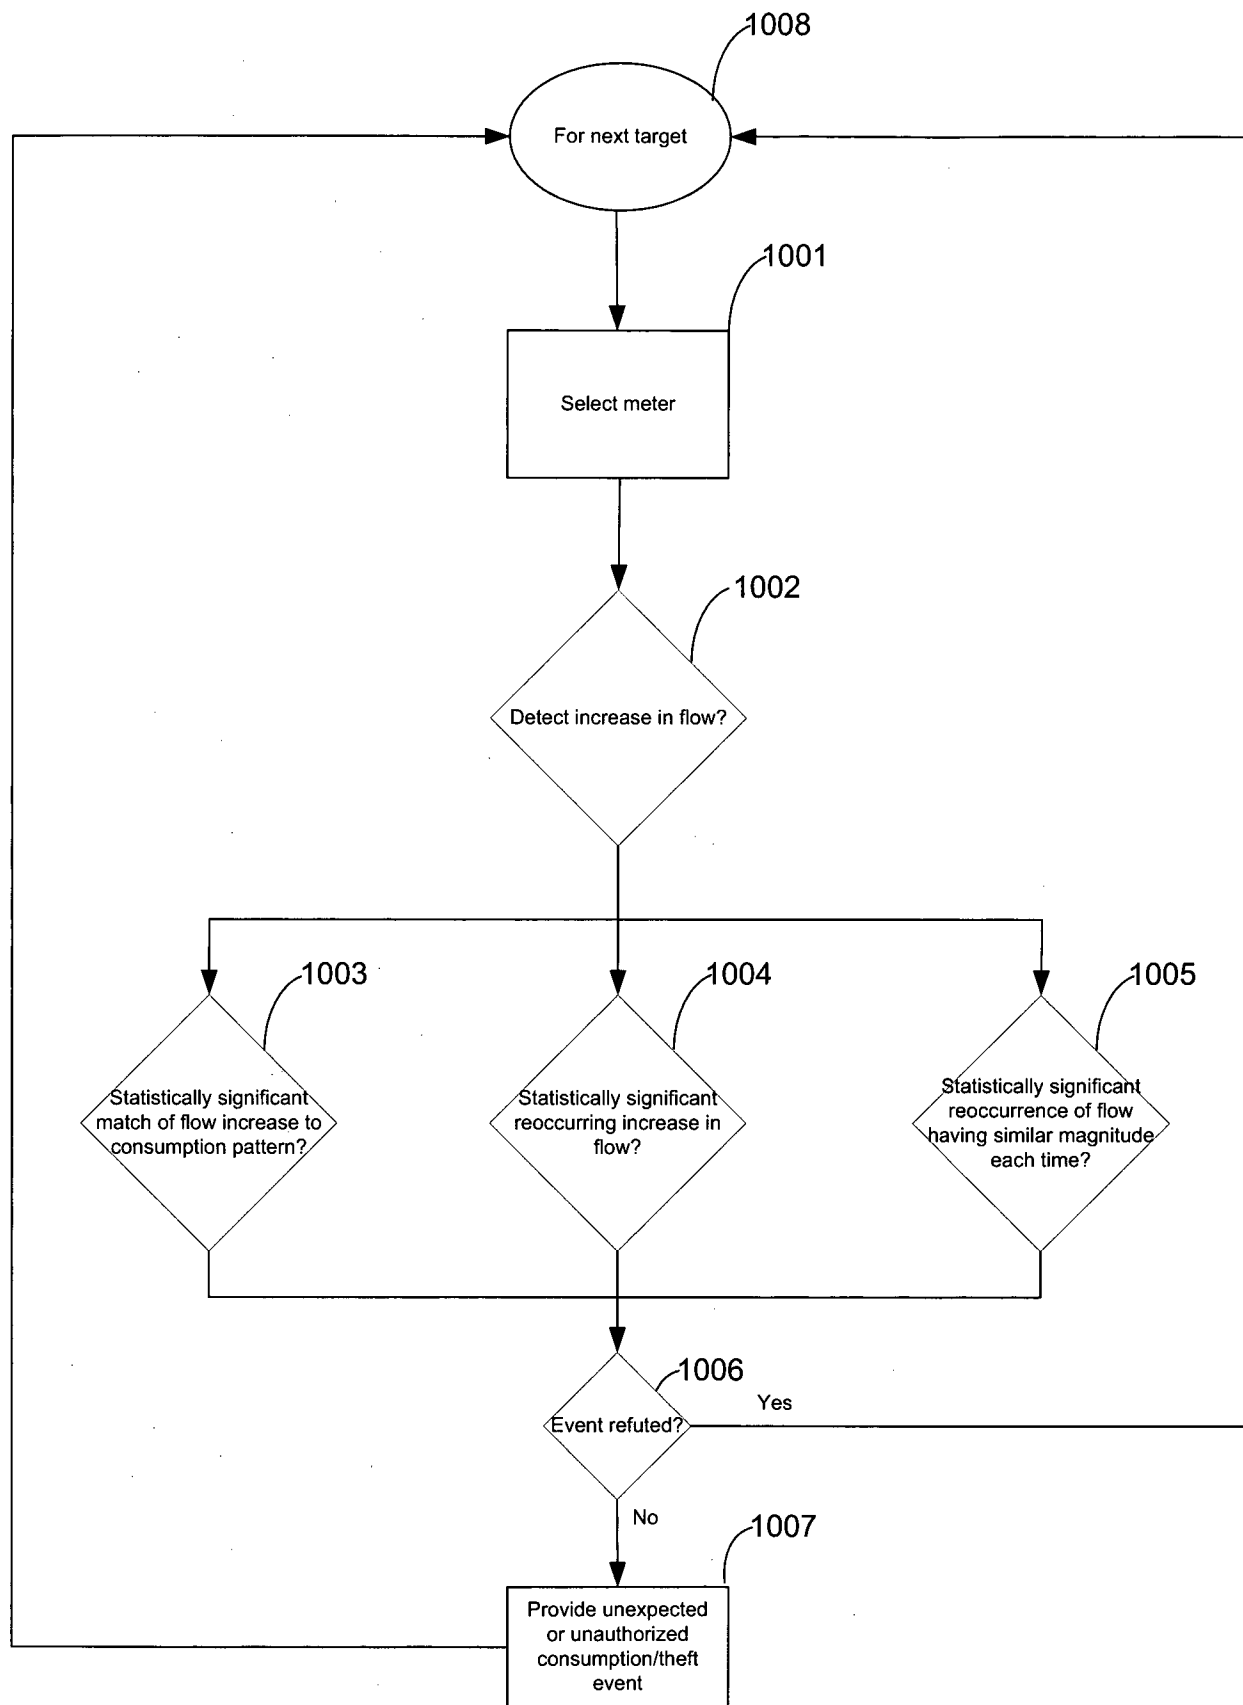 1008
For next target
1001
Select meter
1002
Detect increase in flow?
1003
1004
1005
Statistically significant
match of flow increase to
consumption pattern?
Statistically significant
reoccurring increase in
flow?
Statistically significant
reoccurrence of flow
having similar magnitude
each time?
1006
Yes
Event refuted?
No
1007
Provide unexpected
or unauthorized
consumption/theft
event